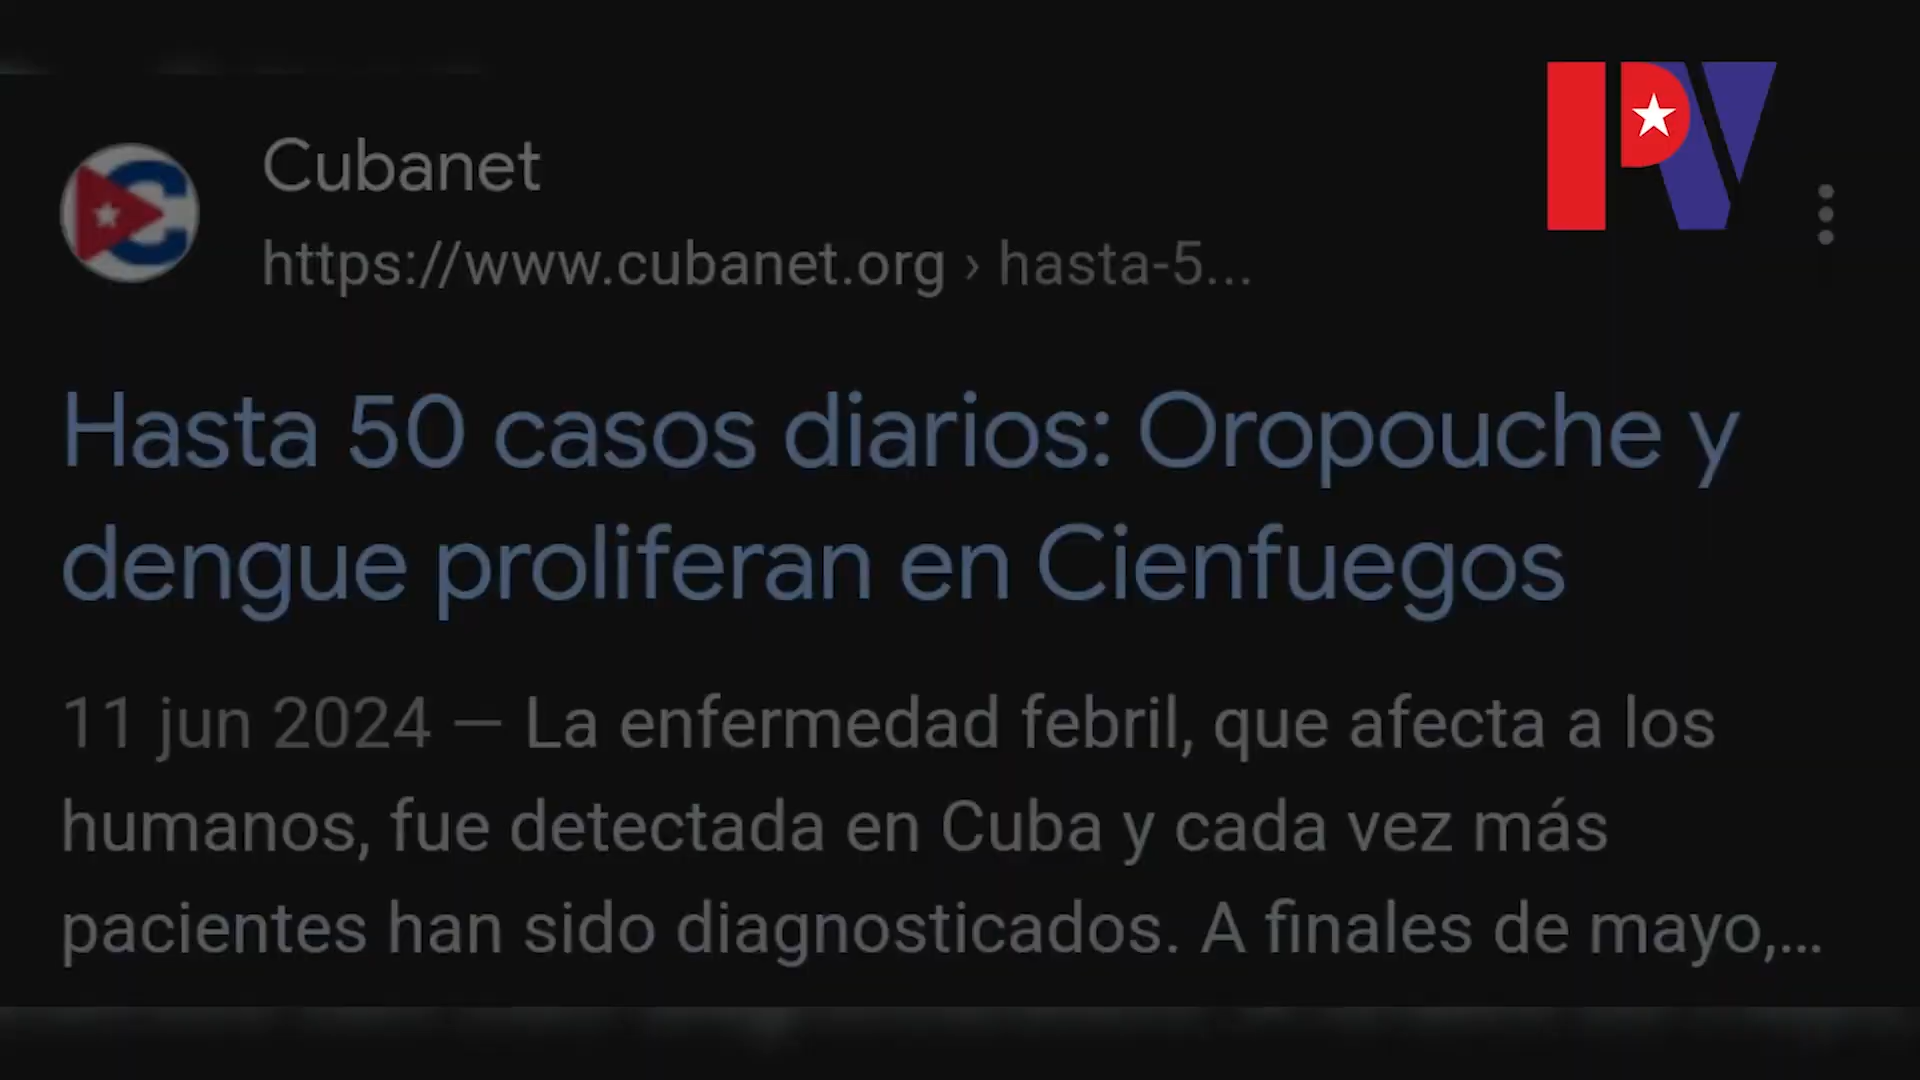 Cubanet
https://www.cubanet.org › hasta-5...
Hasta 50 casos diarios: Oropouche y
dengue proliferan en Cienfuegos
11 jun 2024 — La enfermedad febril, que afecta a los
humanos, fue detectada en Cuba y cada vez más
pacientes han sido diagnosticados. A finales de mayo,...